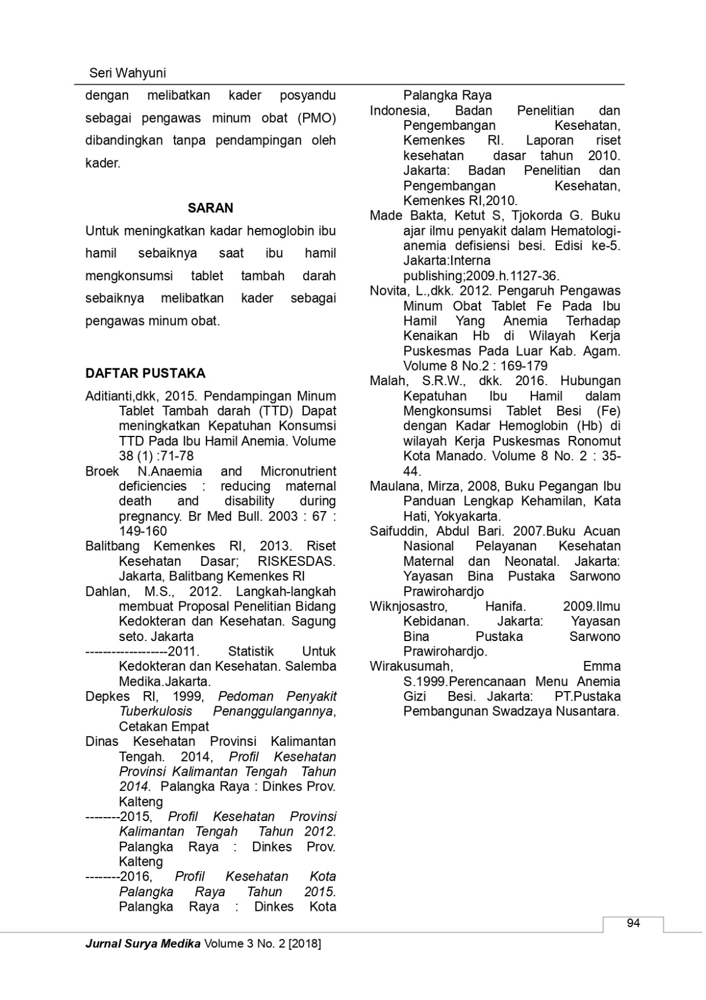 Seri Wahyuni
dengan melibatkan kader posyandu
sebagai pengawas minum obat (PMO)
dibandingkan tanpa pendampingan oleh
kader.
SARAN
Untuk meningkatkan kadar hemoglobin ibu
hamil sebaiknya saat ibu hamil
mengkonsumsi tablet tambah darah
sebaiknya melibatkan kader sebagai
pengawas minum obat.
DAFTAR PUSTAKA
Aditianti,dkk, 2015. Pendampingan Minum
Tablet Tambah darah (TTD) Dapat
meningkatkan Kepatuhan Konsumsi
TTD Pada Ibu Hamil Anemia. Volume
38 (1) :71-78
Broek N.Anaemia and Micronutrient
deficiencies : reducing maternal
death and disability during
pregnancy. Br Med Bull. 2003 : 67 :
149-160
Balitbang Kemenkes RI, 2013. Riset
Kesehatan Dasar; RISKESDAS.
Jakarta, Balitbang Kemenkes RI
Dahlan, M.S., 2012. Langkah-langkah
membuat Proposal Penelitian Bidang
Kedokteran dan Kesehatan. Sagung
seto. Jakarta
-------------------2011. Statistik Untuk
Kedokteran dan Kesehatan. Salemba
Medika.Jakarta.
Depkes RI, 1999, Pedoman Penyakit
Tuberkulosis Penanggulangannya,
Cetakan Empat
Dinas Kesehatan Provinsi Kalimantan
Tengah. 2014, Profil Kesehatan
Provinsi Kalimantan Tengah Tahun
2014. Palangka Raya : Dinkes Prov.
Kalteng
--------2015, Profil Kesehatan Provinsi
Kalimantan Tengah Tahun 2012.
Palangka Raya : Dinkes Prov.
Kalteng
--------2016, Profil Kesehatan Kota
Palangka Raya Tahun 2015.
Palangka Raya : Dinkes Kota
Palangka Raya
Indonesia, Badan Penelitian dan
Pengembangan Kesehatan,
Kemenkes RI. Laporan riset
kesehatan dasar tahun 2010.
Jakarta: Badan Penelitian dan
Pengembangan Kesehatan,
Kemenkes RI,2010.
Made Bakta, Ketut S, Tjokorda G. Buku
ajar ilmu penyakit dalam Hematologi-
anemia defisiensi besi. Edisi ke-5.
Jakarta:Interna
publishing;2009.h.1127-36.
Novita, L.,dkk. 2012. Pengaruh Pengawas
Minum Obat Tablet Fe Pada Ibu
Hamil Yang Anemia Terhadap
Kenaikan Hb di Wilayah Kerja
Puskesmas Pada Luar Kab. Agam.
Volume 8 No.2 : 169-179
Malah, S.R.W., dkk. 2016. Hubungan
Kepatuhan Ibu Hamil dalam
Mengkonsumsi Tablet Besi (Fe)
dengan Kadar Hemoglobin (Hb) di
wilayah Kerja Puskesmas Ronomut
Kota Manado. Volume 8 No. 2 : 35-
44.
Maulana, Mirza, 2008, Buku Pegangan Ibu
Panduan Lengkap Kehamilan, Kata
Hati, Yokyakarta.
Saifuddin, Abdul Bari. 2007.Buku Acuan
Nasional Pelayanan Kesehatan
Maternal dan Neonatal. Jakarta:
Yayasan Bina Pustaka Sarwono
Prawirohardjo
Wiknjosastro, Hanifa. 2009.Ilmu
Kebidanan. Jakarta: Yayasan
Bina Pustaka Sarwono
Prawirohardjo.
Wirakusumah, Emma
S.1999.Perencanaan Menu Anemia
Gizi Besi. Jakarta: PT.Pustaka
Pembangunan Swadzaya Nusantara.
94
Jurnal Surya Medika Volume 3 No. 2 [2018]